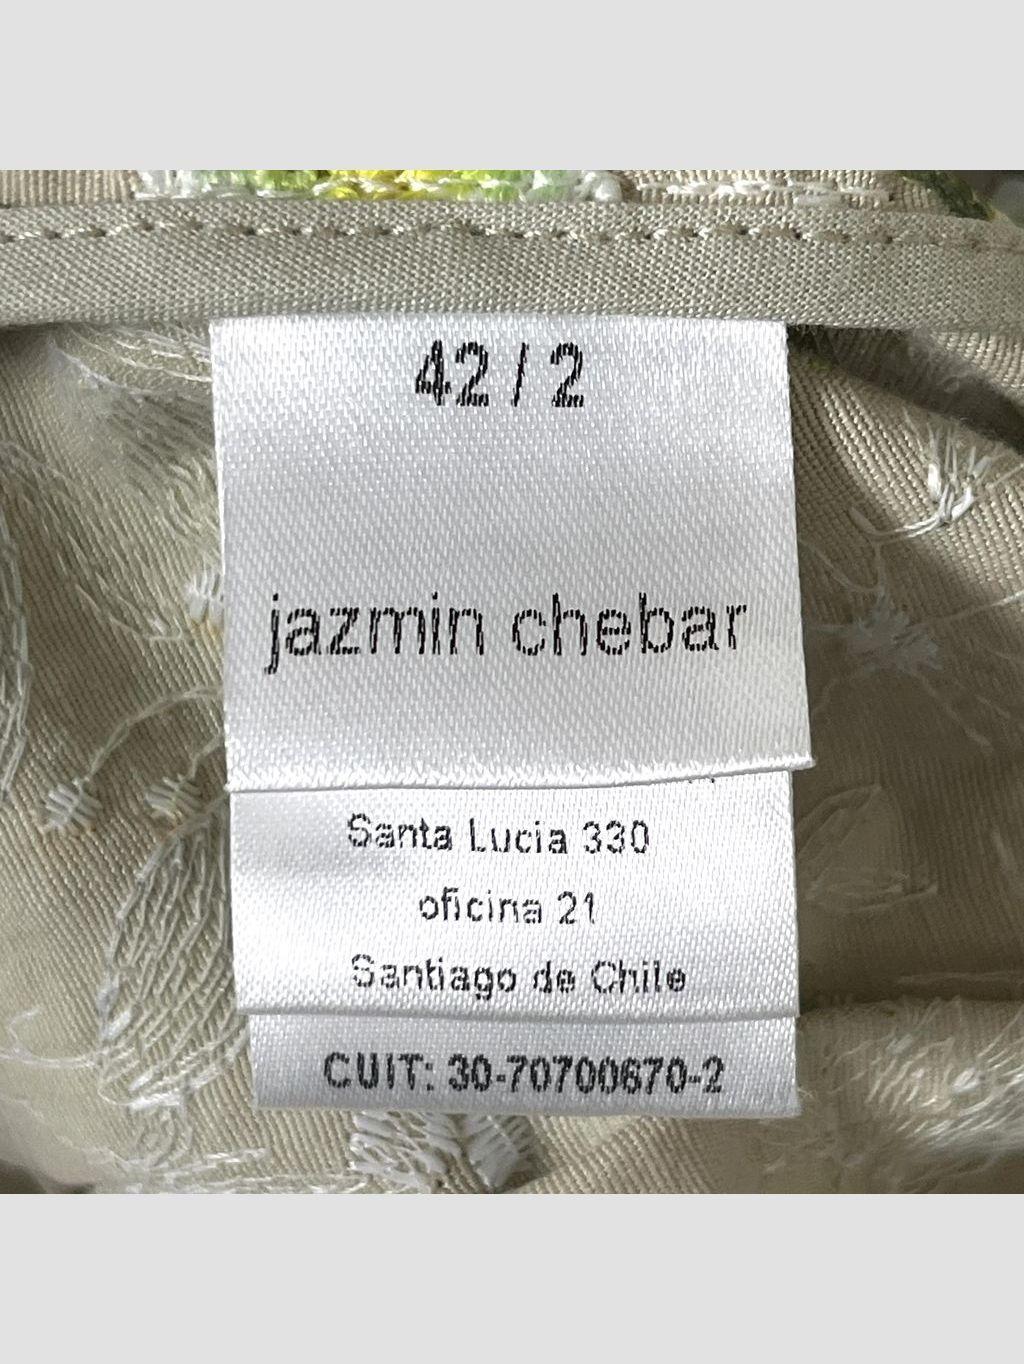 42 / 2
jazmin chebar
Santa Lucia 330
oficina 21
Santiago de Chile
CUIT: 30-70700670-2